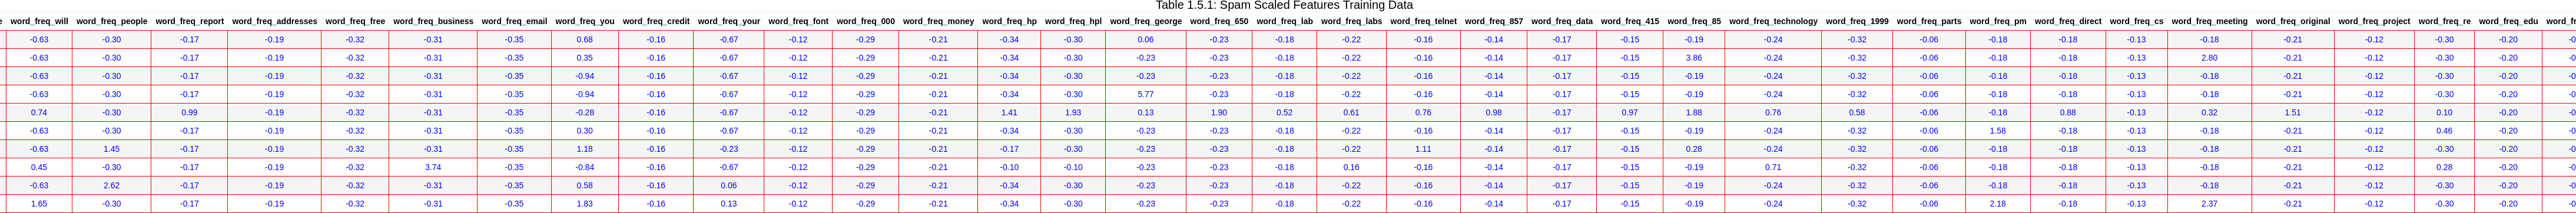 Table 1.5.1: Spam Scaled Features Training Data
word_freq_will word_freq_people word_freq_report word_freq_addresses word_freq_free word_freq_business word_freq_email word_freq_you word_freq_credit word_freq_your word_freq_font word_freq_000 word_freq_money word_freq_hp word_freq_hpl word_freq_george word_freq_650 word_freq_lab word_freq_labs word_freq_telnet word_freq_857 word_freq_data word_freq_415 word_freq_85 word_freq_technology word_freq_1999 word_freq_parts word_freq_pm word_freq_direct word_freq_cs word_freq_meeting word_freq_original word_freq_project word_freq_re word_freq_edu
-0.63 -0.30 -0.17 -0.19 -0.32 -0.31 -0.35 0.68 -0.16 -0.67 -0.12 -0.29 -0.21 -0.34 -0.30 0.06 -0.23 -0.18 -0.22 -0.16 -0.14 -0.17 -0.15 -0.19 -0.24 -0.32 -0.06 -0.18 -0.18 -0.13 -0.18 -0.21 -0.12 -0.30 -0.20
-0.63 -0.30 -0.17 -0.19 -0.32 -0.31 -0.35 0.35 -0.16 -0.67 -0.12 -0.29 -0.21 -0.34 -0.30 -0.23 -0.23 -0.18 -0.22 -0.16 -0.14 -0.17 -0.15 3.86 -0.24 -0.32 -0.06 -0.18 -0.18 -0.13 2.80 -0.21 -0.12 -0.30 -0.20
-0.63 -0.30 -0.17 -0.19 -0.32 -0.31 -0.35 -0.94 -0.16 -0.67 -0.12 -0.29 -0.21 -0.34 -0.30 -0.23 -0.23 -0.18 -0.22 -0.16 -0.14 -0.17 -0.15 -0.19 -0.24 -0.32 -0.06 -0.18 -0.18 -0.13 -0.18 -0.21 -0.12 -0.30 -0.20
-0.63 -0.30 -0.17 -0.19 -0.32 -0.31 -0.35 -0.94 -0.16 -0.67 -0.12 -0.29 -0.21 -0.34 -0.30 5.77 -0.23 -0.18 -0.22 -0.16 -0.14 -0.17 -0.15 -0.19 -0.24 -0.32 -0.06 -0.18 -0.18 -0.13 -0.18 -0.21 -0.12 -0.30 -0.20
0.74 -0.30 0.99 -0.19 -0.32 -0.31 -0.35 -0.28 -0.16 -0.67 -0.12 -0.29 -0.21 1.41 1.93 0.13 1.90 0.52 0.61 0.76 0.98 -0.17 0.97 1.88 0.76 0.58 -0.06 -0.18 0.88 -0.13 0.32 1.51 -0.12 0.10 -0.20
-0.63 -0.30 -0.17 -0.19 -0.32 -0.31 -0.35 0.30 -0.16 -0.67 -0.12 -0.29 -0.21 -0.34 -0.30 -0.23 -0.23 -0.18 -0.22 -0.16 -0.14 -0.17 -0.15 -0.19 -0.24 -0.32 -0.06 1.58 -0.18 -0.13 -0.18 -0.21 -0.12 0.46 -0.20
-0.63 1.45 -0.17 -0.19 -0.32 -0.31 -0.35 1.18 -0.16 -0.23 -0.12 -0.29 -0.21 -0.17 -0.30 -0.23 -0.23 -0.18 -0.22 1.11 -0.14 -0.17 -0.15 0.28 -0.24 -0.32 -0.06 -0.18 -0.18 -0.13 -0.18 -0.21 -0.12 -0.30 -0.20
0.45 -0.30 -0.17 -0.19 -0.32 3.74 -0.35 -0.84 -0.16 -0.67 -0.12 -0.29 -0.21 -0.10 -0.10 -0.23 -0.23 -0.18 0.16 -0.16 -0.14 -0.17 -0.15 -0.19 0.71 -0.32 -0.06 -0.18 -0.18 -0.13 -0.18 -0.21 -0.12 0.28 -0.20
-0.63 2.62 -0.17 -0.19 -0.32 -0.31 -0.35 0.58 -0.16 0.06 -0.12 -0.29 -0.21 -0.34 -0.30 -0.23 -0.23 -0.18 -0.22 -0.16 -0.14 -0.17 -0.15 -0.19 -0.24 -0.32 -0.06 -0.18 -0.18 -0.13 -0.18 -0.21 -0.12 -0.30 -0.20
1.65 -0.30 -0.17 -0.19 -0.32 -0.31 -0.35 1.83 -0.16 0.13 -0.12 -0.29 -0.21 -0.34 -0.30 -0.23 -0.23 -0.18 -0.22 -0.16 -0.14 -0.17 -0.15 -0.19 -0.24 -0.32 -0.06 2.18 -0.18 -0.13 2.37 -0.21 -0.12 -0.30 -0.20